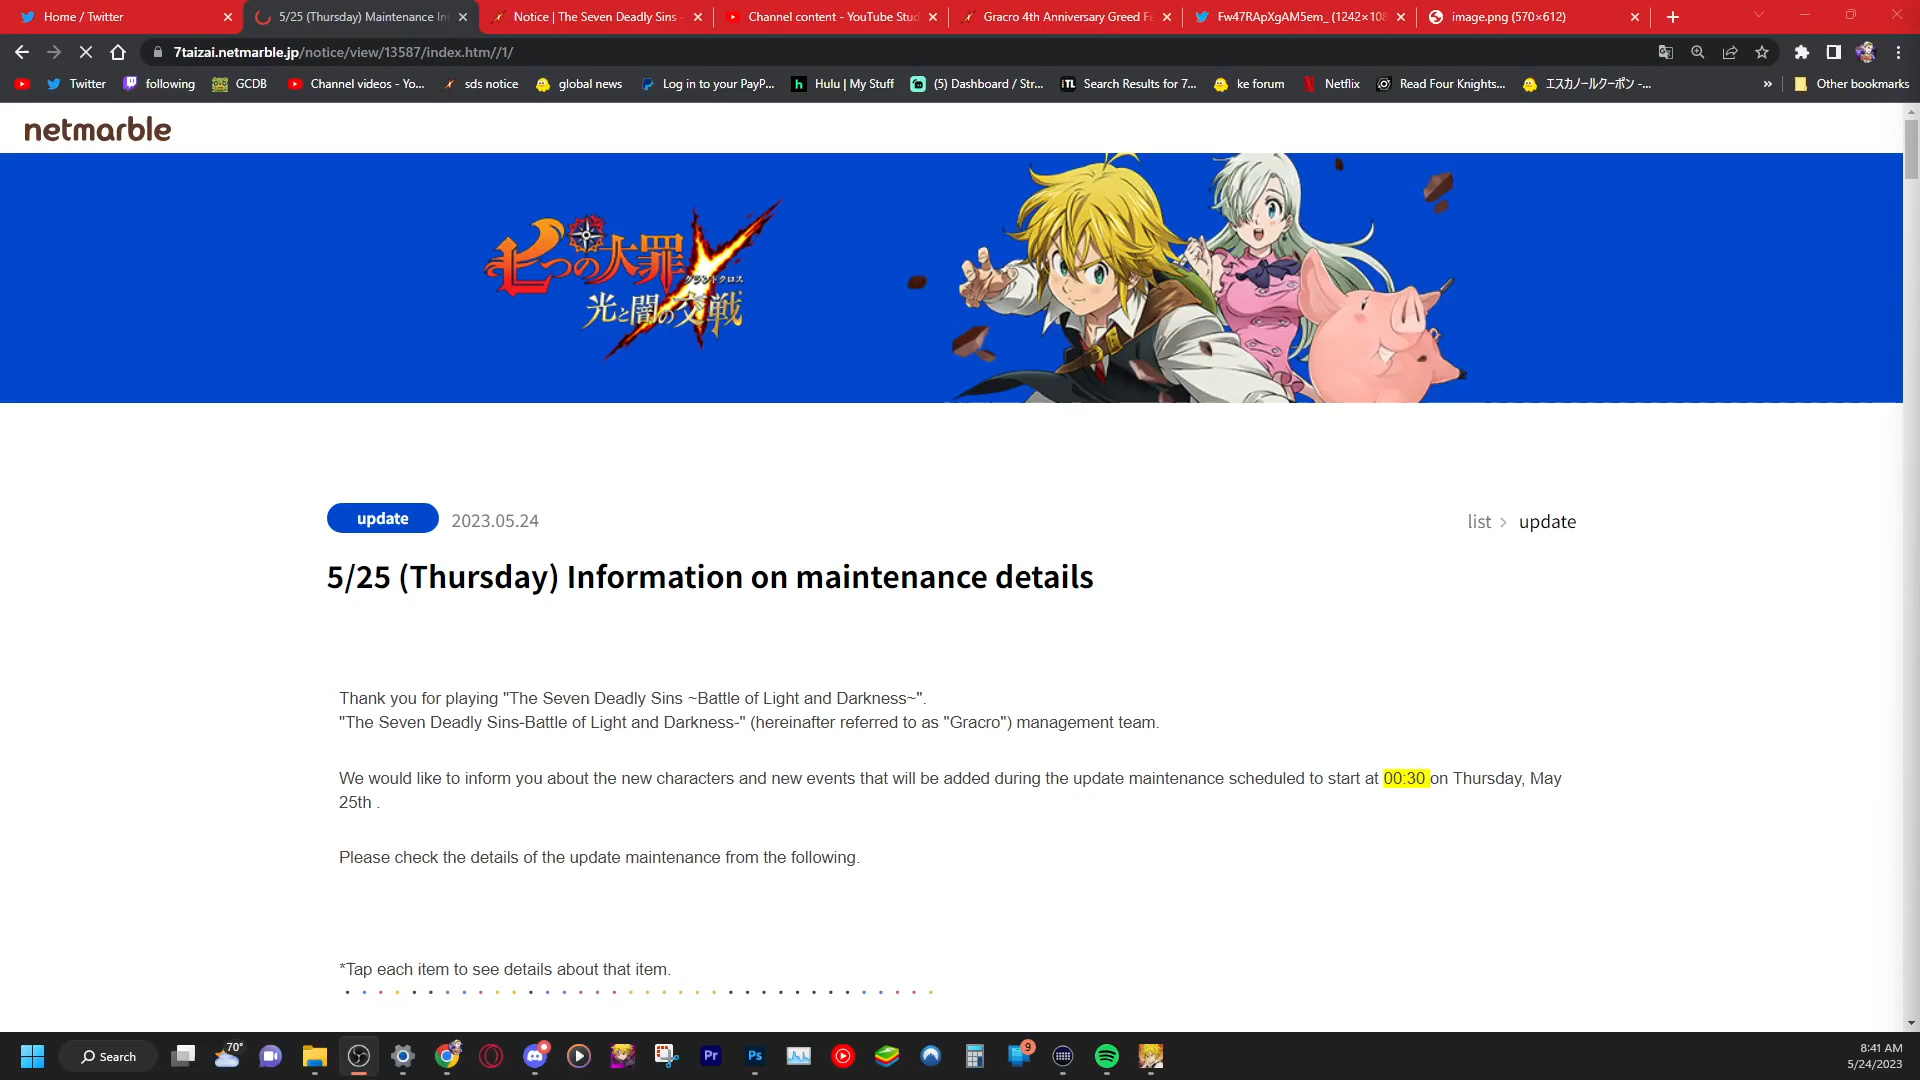 Home / Twitter
5/25 (Thursday) Maintenance In
Notice | The Seven Deadly Sins -
Channel content - YouTube Stud
Gracro 4th Anniversary Greed Fe
Fw47RApXgAM5em_ (1242×108
image.png (570×612)
7taizai.netmarble.jp/notice/view/13587/index.htm//1/
Twitter
following
GCDB
Channel videos - Yo...
sds notice
global news
Log in to your PayP...
Hulu | My Stuff
(5) Dashboard / Str...
Search Results for 7...
ke forum
Netflix
Read Four Knights...
エスカノールクーポン -...
Other bookmarks
netmarble
七つの大罪
グランドクロス
光と闇の交戦
update 2023.05.24
list > update
5/25 (Thursday) Information on maintenance details
Thank you for playing "The Seven Deadly Sins ~Battle of Light and Darkness~".
"The Seven Deadly Sins-Battle of Light and Darkness-" (hereinafter referred to as "Gracro") management team.
We would like to inform you about the new characters and new events that will be added during the update maintenance scheduled to start at 00:30 on Thursday, May
25th .
Please check the details of the update maintenance from the following.
*Tap each item to see details about that item.
Search
70°
Pr
Ps
9
8:41 AM
5/24/2023